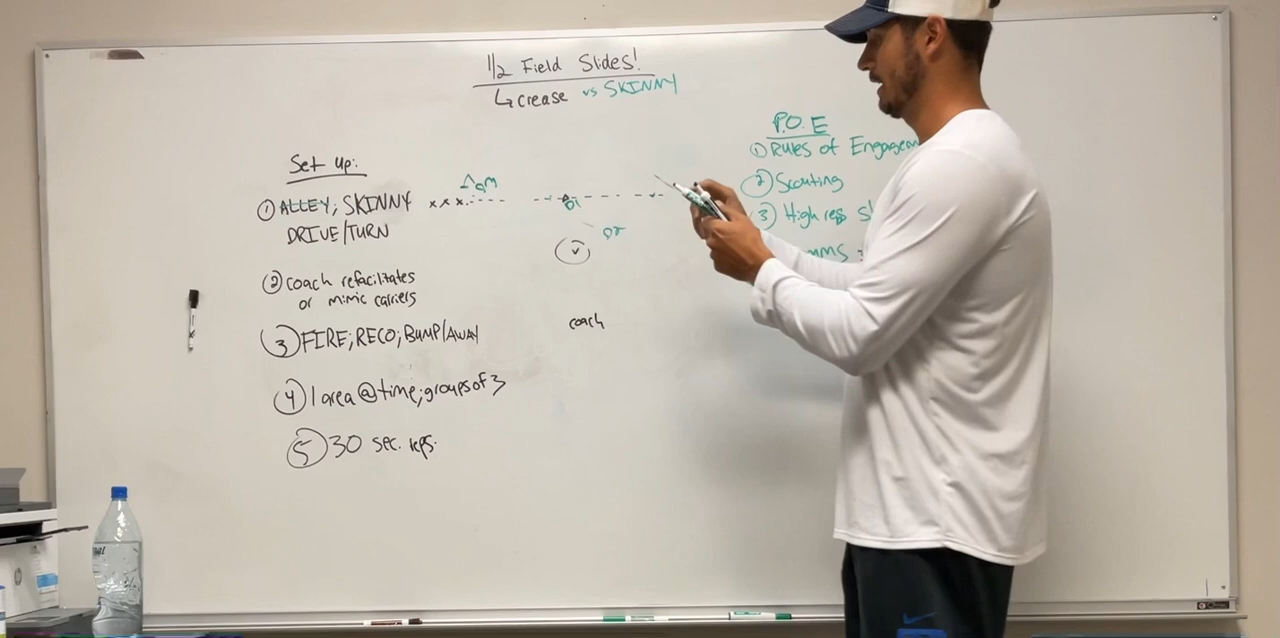 1/2 Field Slides!
↳ crease vs SKINNY
Set up:
① ALLEY; SKINNY
DRIVE/TURN
② coach refacilitates
or mimic carriers
③ FIRE; RECO; BUMP/AWAY
④ 1 area @ time; groups of 3
⑤ 30 sec. reps.
x x x
coach
P.O.E
① Rules of
② Scouting
③ High reps